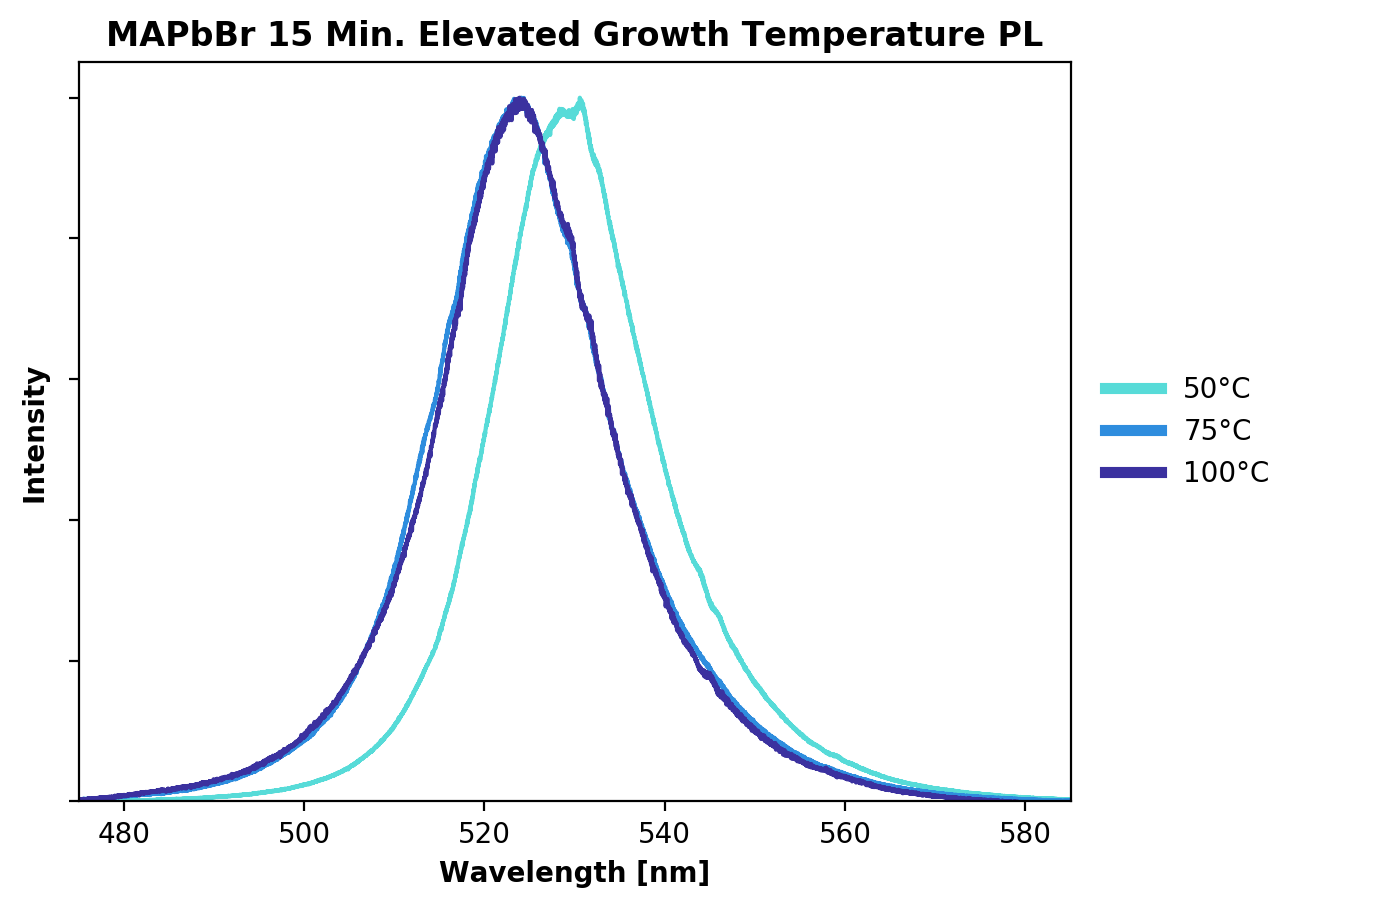 MAPbBr 15 Min. Elevated Growth Temperature PL
Intensity
50°C
75°C
100°C
480 500 520 540 560 580
Wavelength [nm]